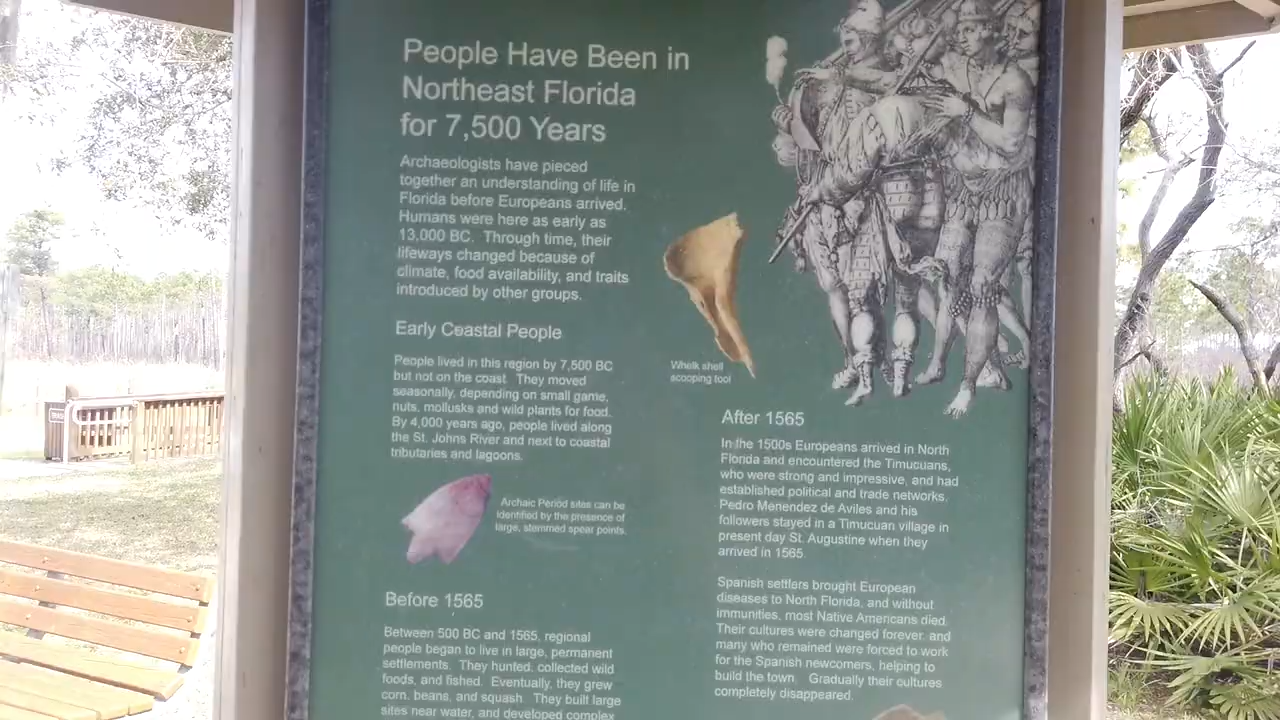 People Have Been in
Northeast Florida
for 7,500 Years
Archaeologists have pieced
together an understanding of life in
Florida before Europeans arrived.
Humans were here as early as
13,000 BC. Through time, their
lifeways changed because of
climate, food availability, and traits
introduced by other groups.
Early Coastal People
People lived in this region by 7,500 BC
but not on the coast. They moved
seasonally, depending on small game,
nuts, mollusks and wild plants for food.
By 4,000 years ago, people lived along
the St. Johns River and next to coastal
tributaries and lagoons.
Archaic Period sites can be
identified by the presence of
large, stemmed spear points.
Before 1565
Between 500 BC and 1565, regional
people began to live in large, permanent
settlements. They hunted, collected wild
foods, and fished. Eventually, they grew
corn, beans, and squash. They built large
sites near water, and developed complex
Whelk shell
scooping tool
After 1565
In the 1500s Europeans arrived in North
Florida and encountered the Timucuans,
who were strong and impressive, and had
established political and trade networks.
Pedro Menendez de Aviles and his
followers stayed in a Timucuan village in
present day St. Augustine when they
arrived in 1565.
Spanish settlers brought European
diseases to North Florida, and without
immunities, most Native Americans died.
Their cultures were changed forever, and
many who remained were forced to work
for the Spanish newcomers, helping to
build the town. Gradually their cultures
completely disappeared.